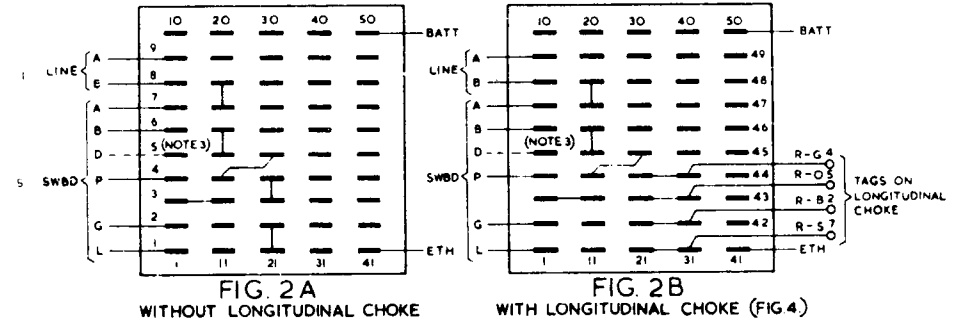 10 20 30 40 50
BATT
9
LINE
A
8
E
7
A
6
B
(NOTE 3)
5
D
4
SWBD
P
3
2
G
1
L
ETH
1 11 21 31 41
FIG. 2A
WITHOUT LONGITUDINAL CHOKE
5
10 20 30 40 50
BATT
A
49
LINE
B
48
A
47
B
46
(NOTE 3)
D
45
R-G 4
SWBD
P
44
R-O 5
TAGS ON
LONGITUDINAL
CHOKE
43
R-B 2
G
42
R-S 7
L
ETH
1 11 21 31 41
FIG. 2B
WITH LONGITUDINAL CHOKE (FIG.4.)